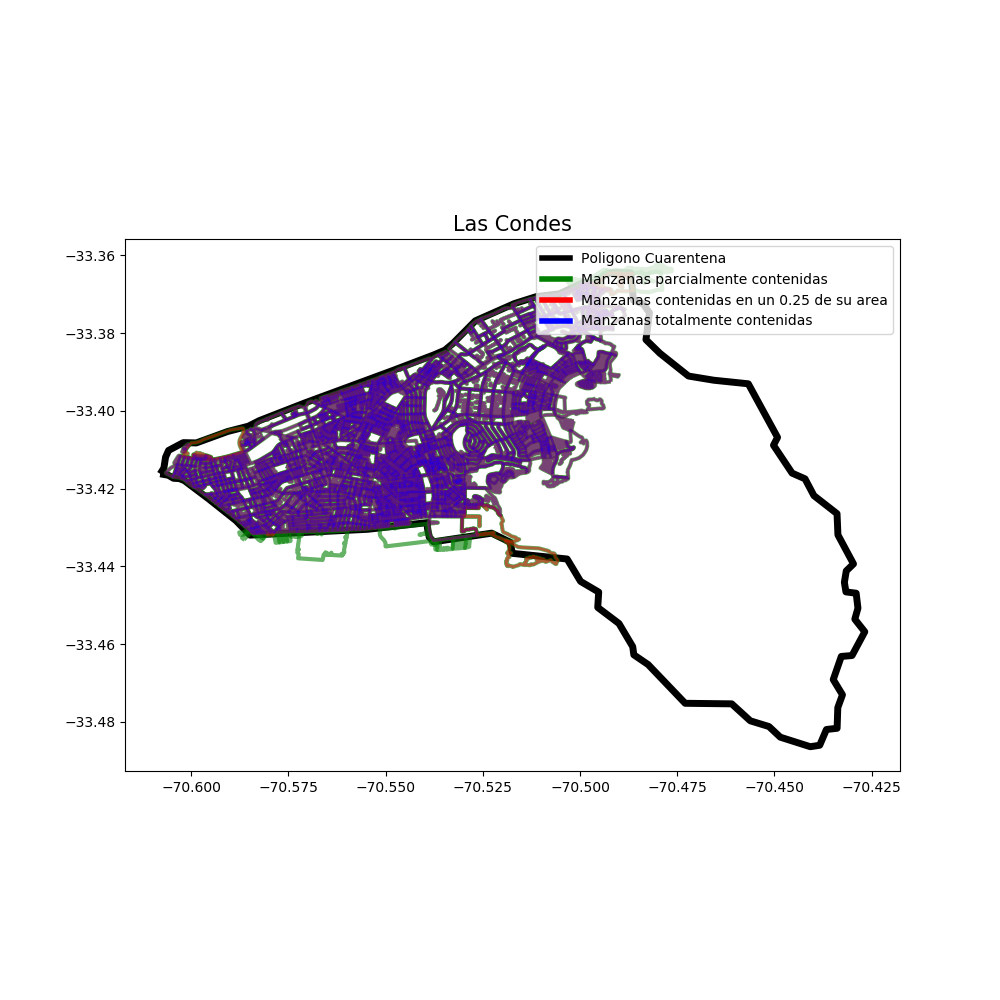 Las Condes
Poligono Cuarentena
Manzanas parcialmente contenidas
Manzanas contenidas en un 0.25 de su area
Manzanas totalmente contenidas
−33.36
−33.38
−33.40
−33.42
−33.44
−33.46
−33.48
−70.600 −70.575 −70.550 −70.525 −70.500 −70.475 −70.450 −70.425